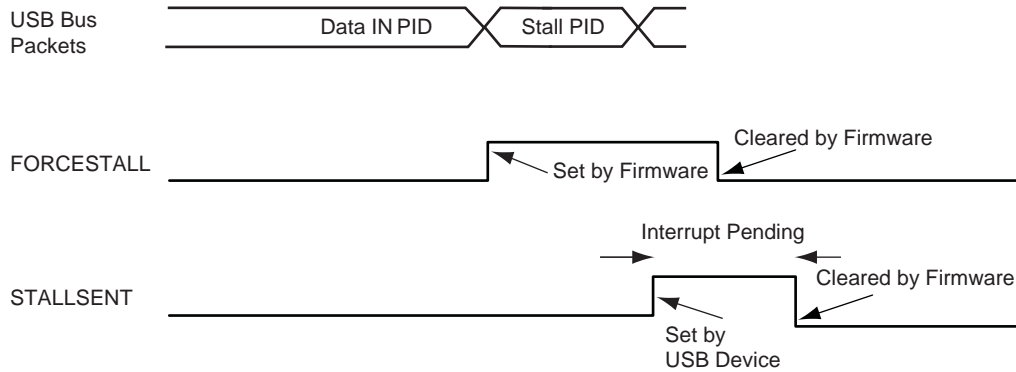 USB Bus
Packets
Data IN PID
Stall PID
FORCESTALL
Set by Firmware
Cleared by Firmware
Interrupt Pending
STALLSENT
Cleared by Firmware
Set by
USB Device